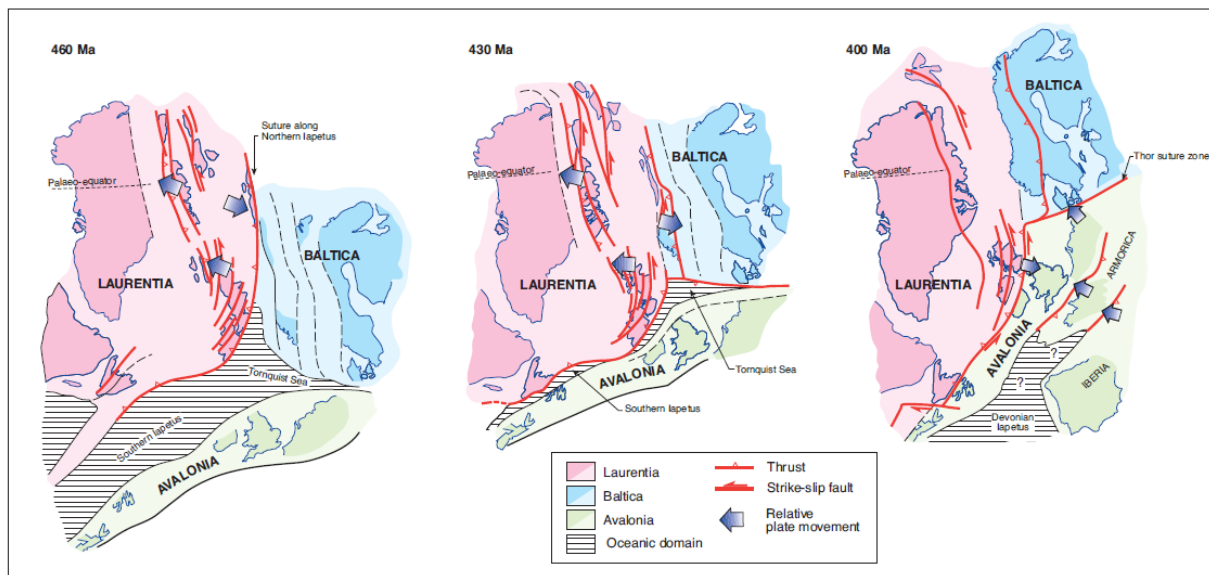 460 Ma
Suture along
Northern Iapetus
Palaeo-equator
BALTICA
LAURENTIA
Tornquist Sea
Southern Iapetus
AVALONIA
430 Ma
BALTICA
Palaeo-equator
LAURENTIA
AVALONIA
Tornquist Sea
Southern Iapetus
400 Ma
BALTICA
Thor suture zone
Palaeo-equator
ARMORICA
LAURENTIA
AVALONIA
?
?
IBERIA
Devonian
Iapetus
Laurentia
Baltica
Avalonia
Oceanic domain
Thrust
Strike-slip fault
Relative
plate movement